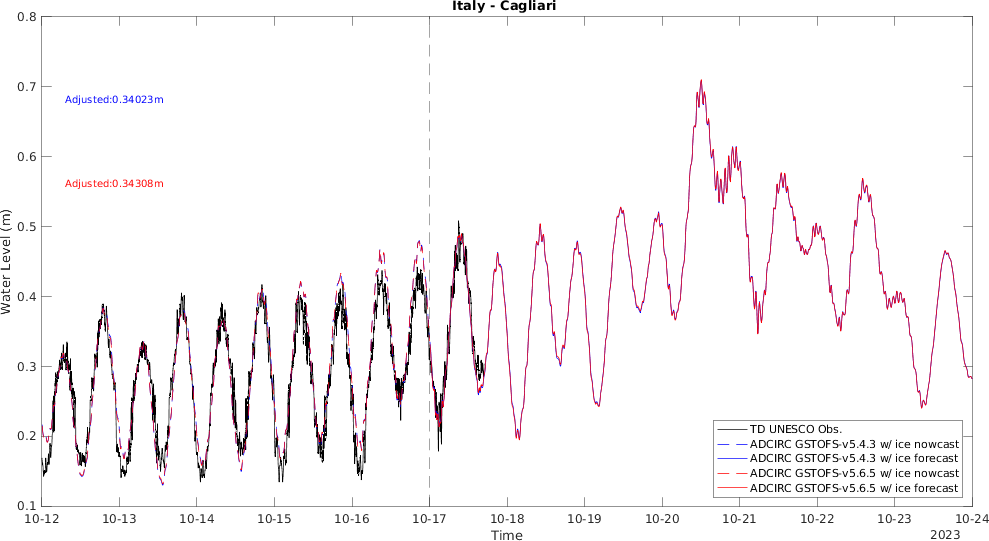 Italy - Cagliari
0.8
0.7
0.6
0.5
0.4
0.3
0.2
0.1
Water Level (m)
Adjusted:0.34023m
Adjusted:0.34308m
TD UNESCO Obs.
ADCIRC GSTOFS-v5.4.3 w/ ice nowcast
ADCIRC GSTOFS-v5.4.3 w/ ice forecast
ADCIRC GSTOFS-v5.6.5 w/ ice nowcast
ADCIRC GSTOFS-v5.6.5 w/ ice forecast
10-12 10-13 10-14 10-15 10-16 10-17 10-18 10-19 10-20 10-21 10-22 10-23 10-24
Time
2023